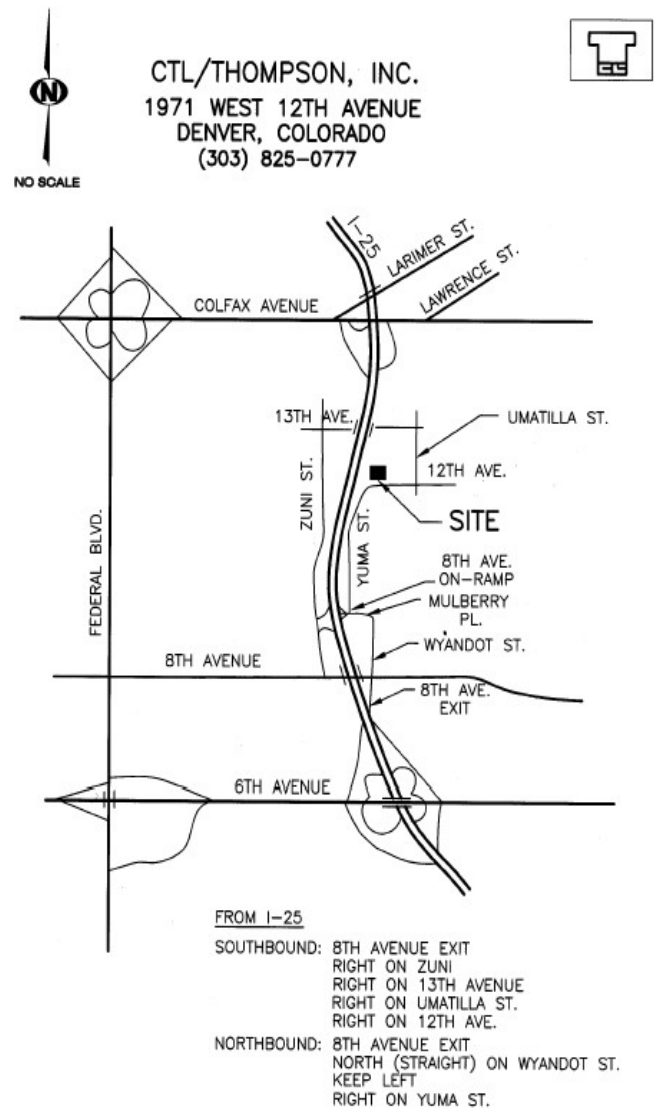 CTL/THOMPSON, INC.
1971 WEST 12TH AVENUE
DENVER, COLORADO
(303) 825-0777
N
NO SCALE
I-25
LARIMER ST.
LAWRENCE ST.
COLFAX AVENUE
13TH AVE.
UMATILLA ST.
ZUNI ST.
12TH AVE.
SITE
YUMA ST.
FEDERAL BLVD.
8TH AVE.
ON-RAMP
MULBERRY
PL.
WYANDOT ST.
8TH AVENUE
8TH AVE.
EXIT
6TH AVENUE
FROM I-25
SOUTHBOUND: 8TH AVENUE EXIT
RIGHT ON ZUNI
RIGHT ON 13TH AVENUE
RIGHT ON UMATILLA ST.
RIGHT ON 12TH AVE.
NORTHBOUND: 8TH AVENUE EXIT
NORTH (STRAIGHT) ON WYANDOT ST.
KEEP LEFT
RIGHT ON YUMA ST.